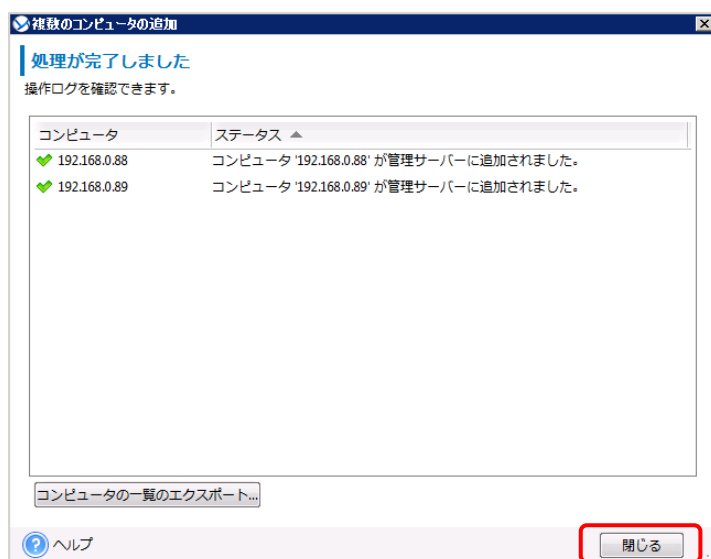 複数のコンピュータの追加
処理が完了しました
操作ログを確認できます。
コンピュータ ステータス
192.168.0.88 コンピュータ '192.168.0.88' が管理サーバーに追加されました。
192.168.0.89 コンピュータ '192.168.0.89' が管理サーバーに追加されました。
コンピュータの一覧のエクスポート...
ヘルプ 閉じる